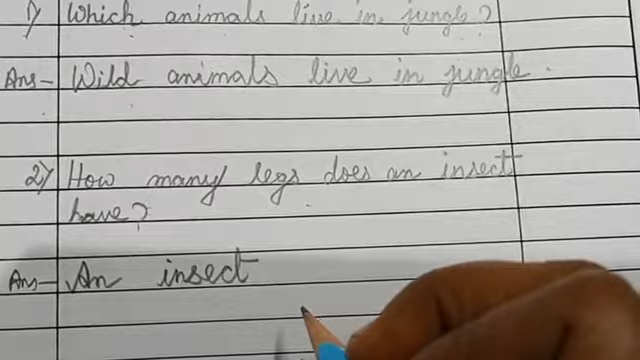 1) Which animals live in jungle?
Ans- Wild animals live in jungle.
2) How many legs does an insect
have?
Ans- An insect